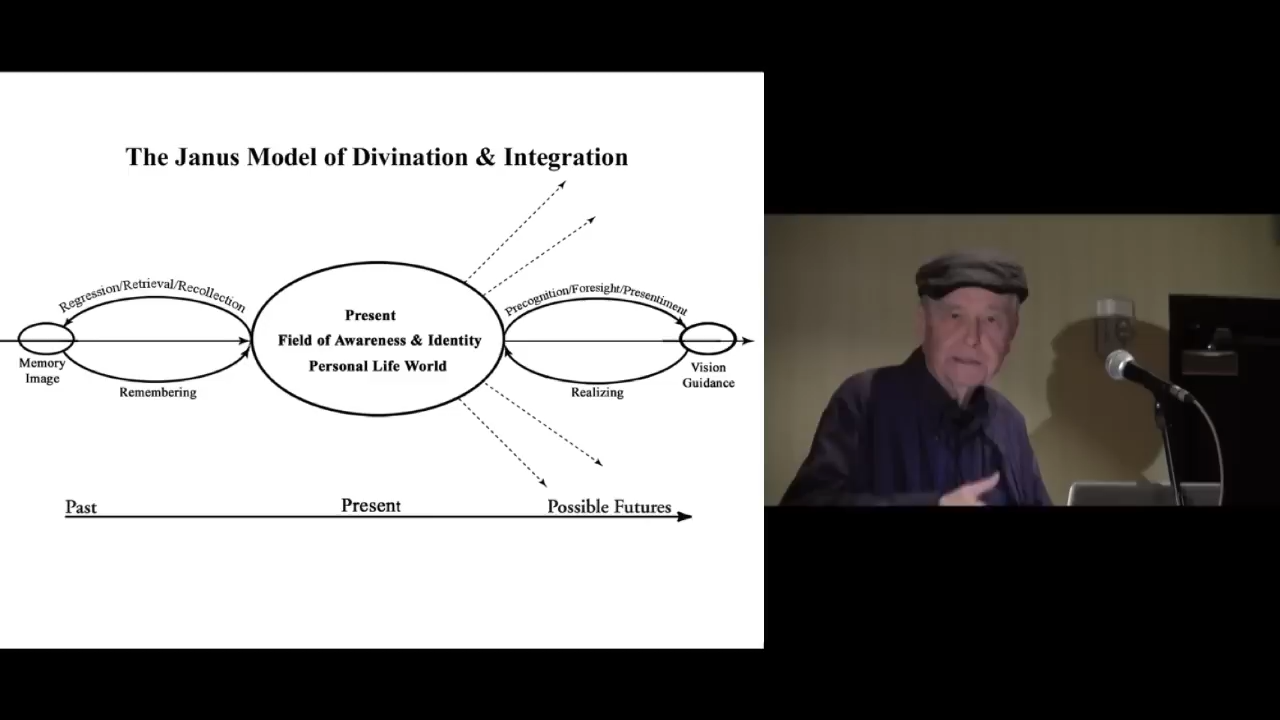 The Janus Model of Divination & Integration
Regression/Retrieval/Recollection
Precognition/Foresight/Presentiment
Present
Field of Awareness & Identity
Personal Life World
Memory
Image
Remembering
Realizing
Vision
Guidance
Past
Present
Possible Futures